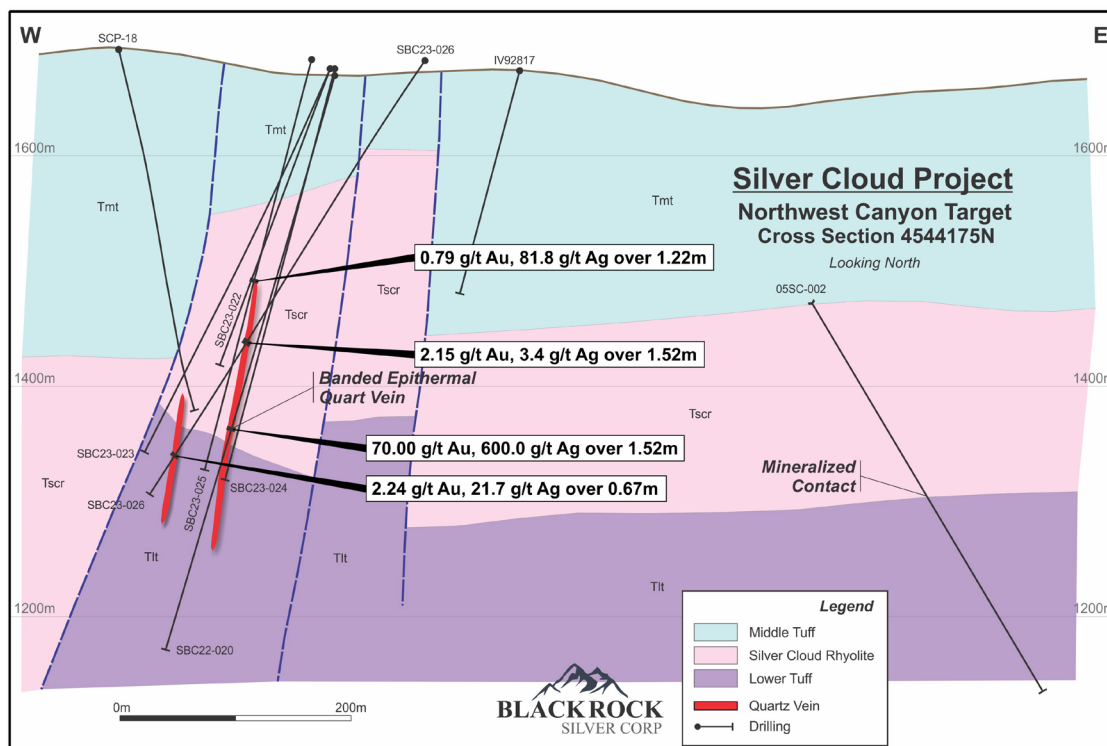 W
E
SCP-18
SBC23-026
IV92817
Tmt
1600m
1600m
Silver Cloud Project
Northwest Canyon Target
Cross Section 4544175N
Looking North
Tmt
Tmt
0.79 g/t Au, 81.8 g/t Ag over 1.22m
05SC-002
SBC23-022
Tscr
Tscr
2.15 g/t Au, 3.4 g/t Ag over 1.52m
1400m
1400m
Banded Epithermal
Quart Vein
Tscr
70.00 g/t Au, 600.0 g/t Ag over 1.52m
SBC23-023
Tscr
Mineralized
Contact
SBC23-026
SBC23-025
SBC23-024
2.24 g/t Au, 21.7 g/t Ag over 0.67m
Tlt
Tlt
Tlt
1200m
1200m
SBC22-020
Legend
Middle Tuff
Silver Cloud Rhyolite
Lower Tuff
Quartz Vein
Drilling
0m
200m
BLACKROCK
SILVER CORP